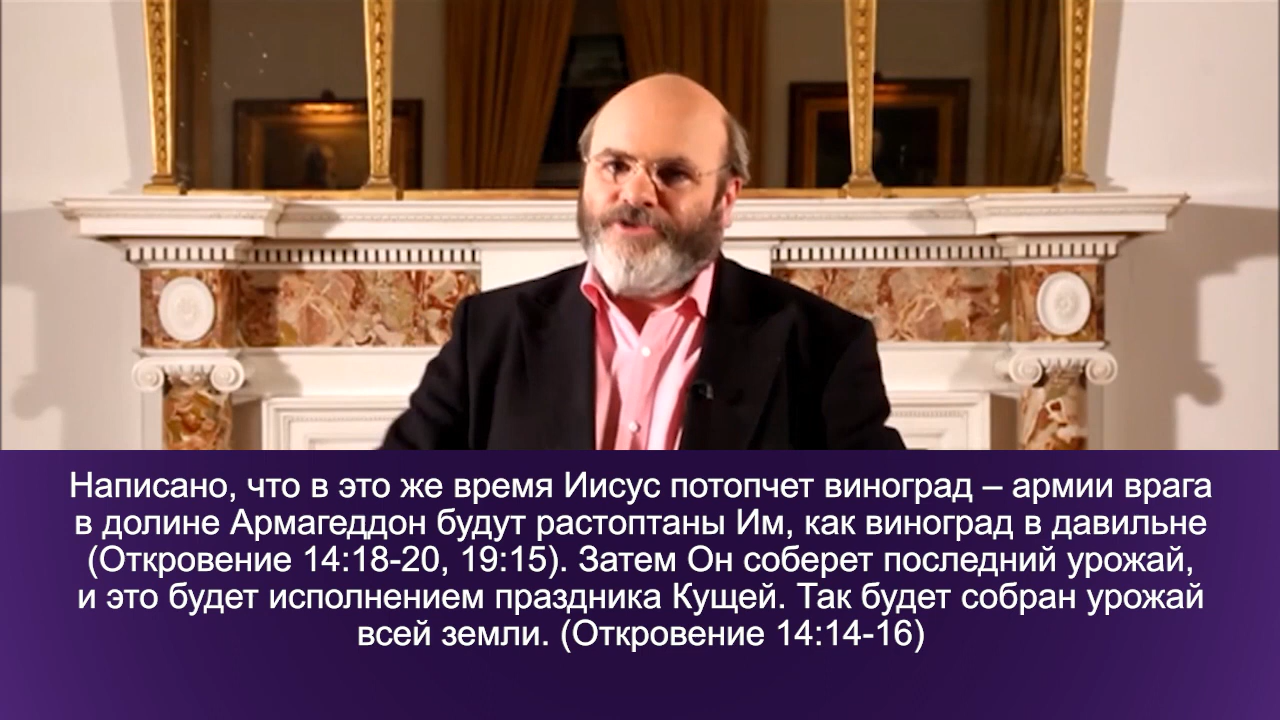 Написано, что в это же время Иисус потопчет виноград – армии врага
в долине Армагеддон будут растоптаны Им, как виноград в давильне
(Откровение 14:18-20, 19:15). Затем Он соберет последний урожай,
и это будет исполнением праздника Кущей. Так будет собран урожай
всей земли. (Откровение 14:14-16)